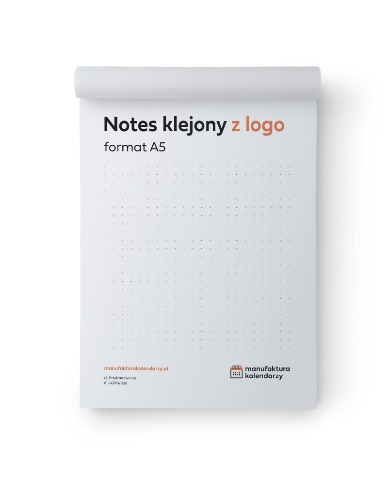 Notes klejony z logo
format A5
manufakturakalendarzy.pl
manufaktura
kalendarzy